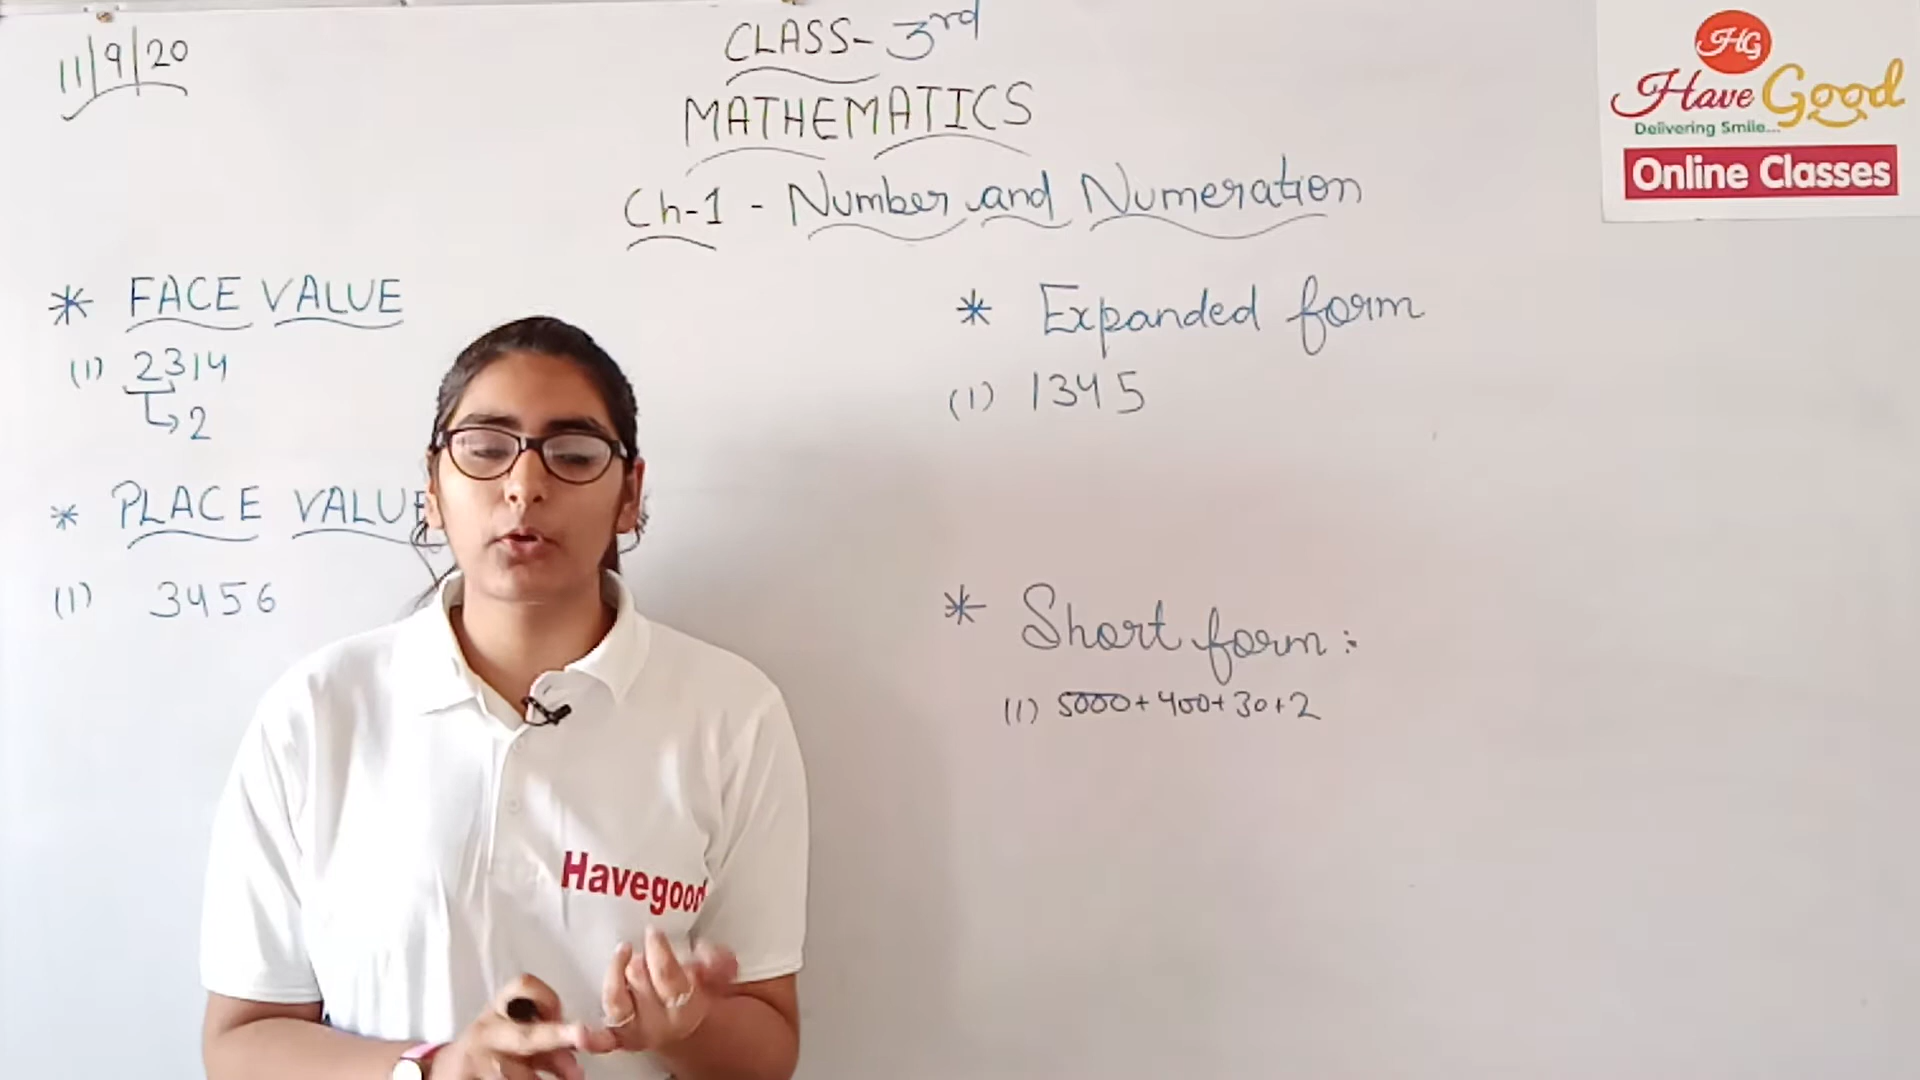 11/9/20
CLASS- 3rd
MATHEMATICS
Ch-1 - Number and Numeration
HG
Have Good
Delivering Smile...
Online Classes
* FACE VALUE
(1) 2314
2
* PLACE VALUE
(1) 3456
* Expanded form
(1) 1345
* Short form :
(1) 5000+400+30+2
Havegood